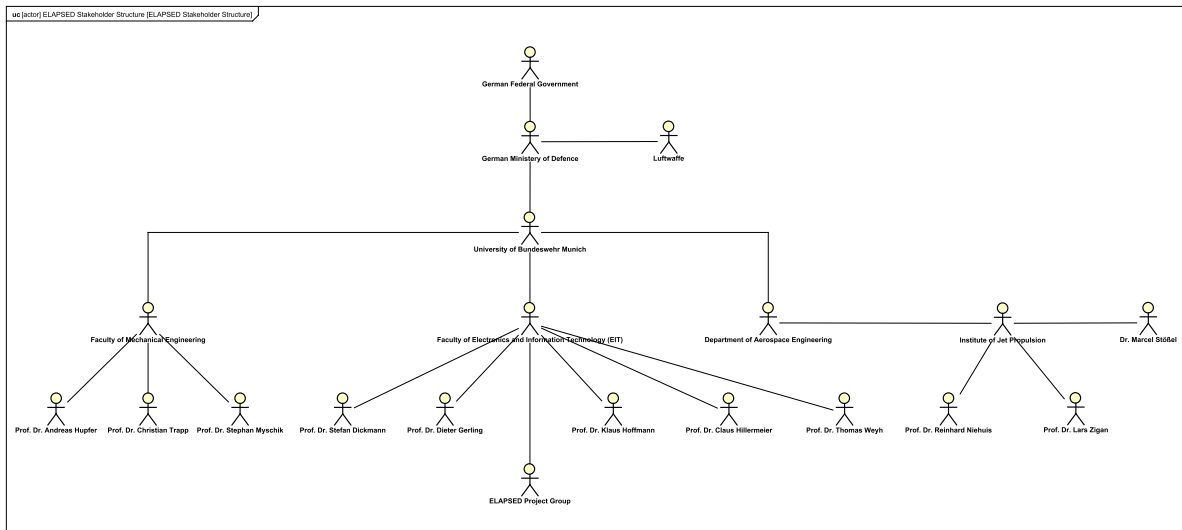 uc [actor] ELAPSED Stakeholder Structure [ELAPSED Stakeholder Structure]
German Federal Government
German Ministery of Defence
Luftwaffe
University of Bundeswehr Munich
Faculty of Mechanical Engineering
Faculty of Electronics and Information Technology (EIT)
Department of Aerospace Engineering
Institute of Jet Propulsion
Dr. Marcel Stößel
Prof. Dr. Andreas Hupfer
Prof. Dr. Christian Trapp
Prof. Dr. Stephan Myschik
Prof. Dr. Stefan Dickmann
Prof. Dr. Dieter Gerling
Prof. Dr. Klaus Hoffmann
Prof. Dr. Claus Hillermeier
Prof. Dr. Thomas Weyh
Prof. Dr. Reinhard Niehuis
Prof. Dr. Lars Zigan
ELAPSED Project Group